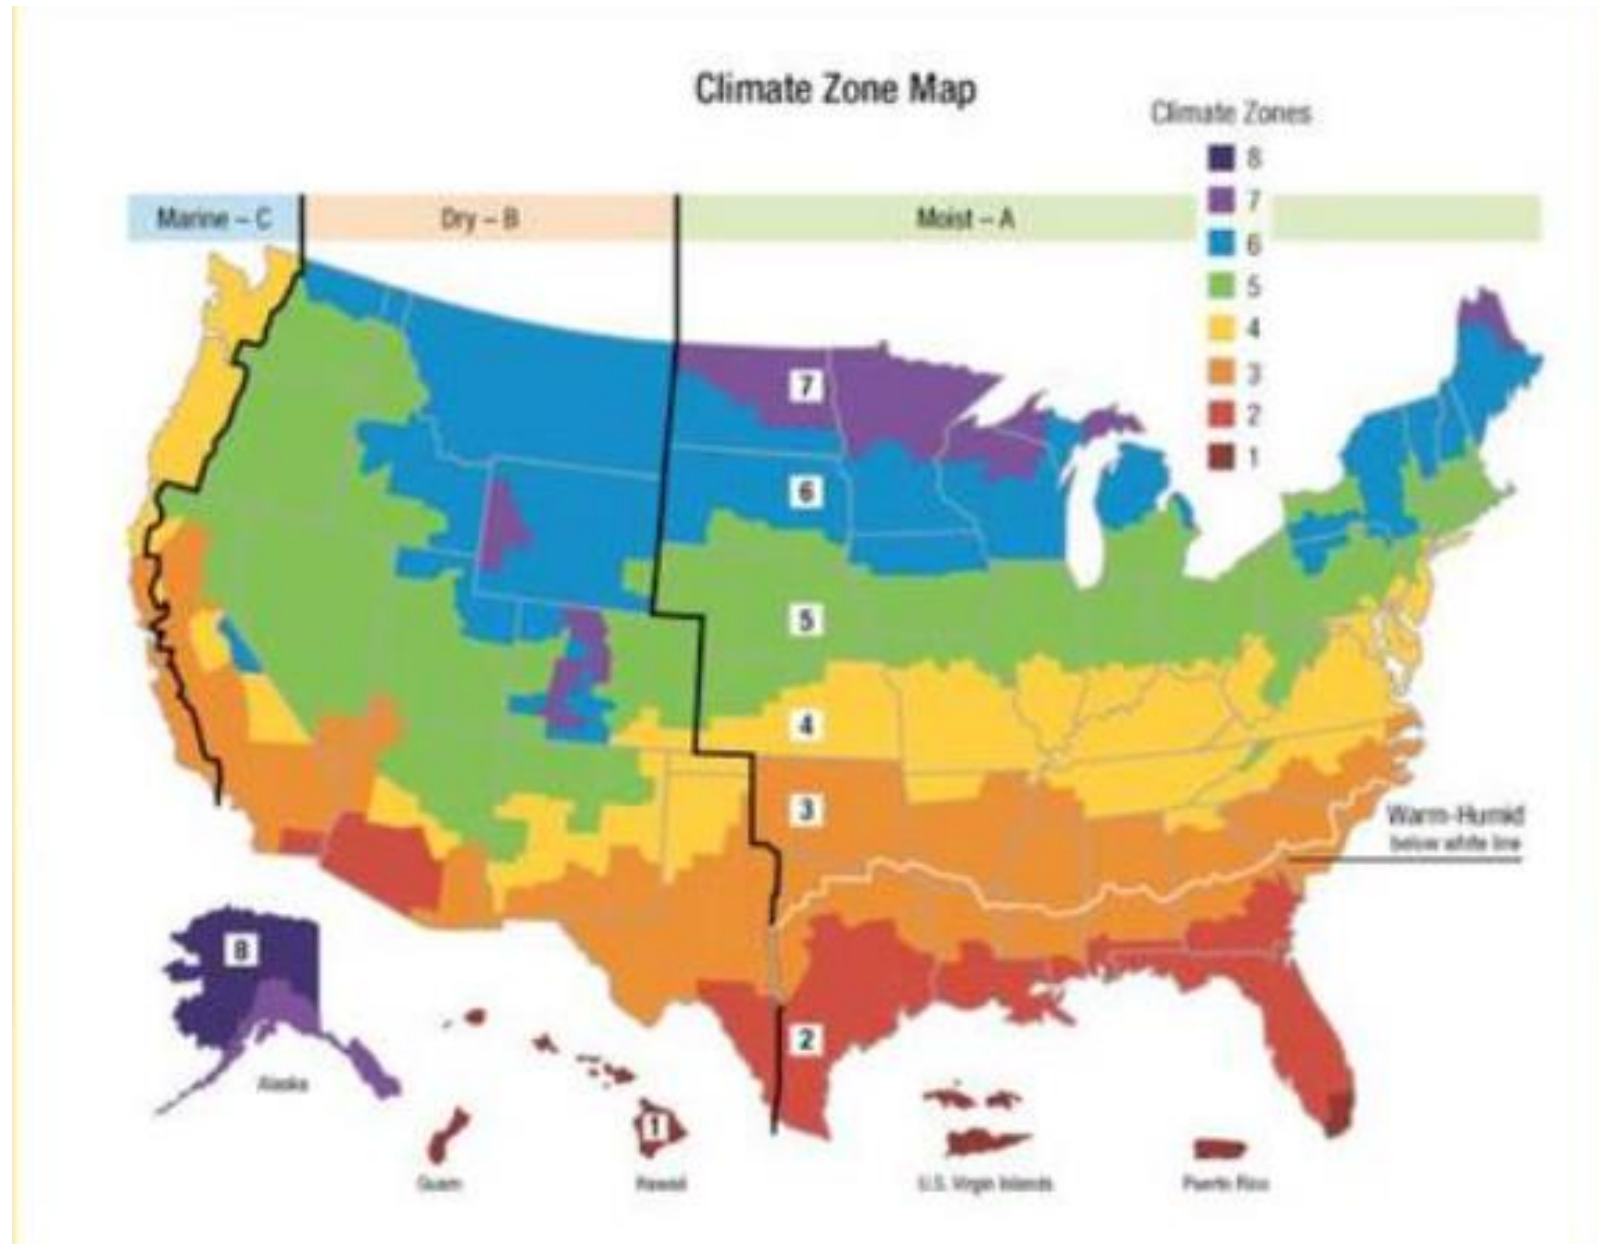 Climate Zone Map
Climate Zones
8
7
6
5
4
3
2
1
Marine – C
Dry – B
Moist – A
7
6
5
4
3
2
Warm-Humid
below white line
8
Alaska
1
Guam
Hawaii
U.S. Virgin Islands
Puerto Rico